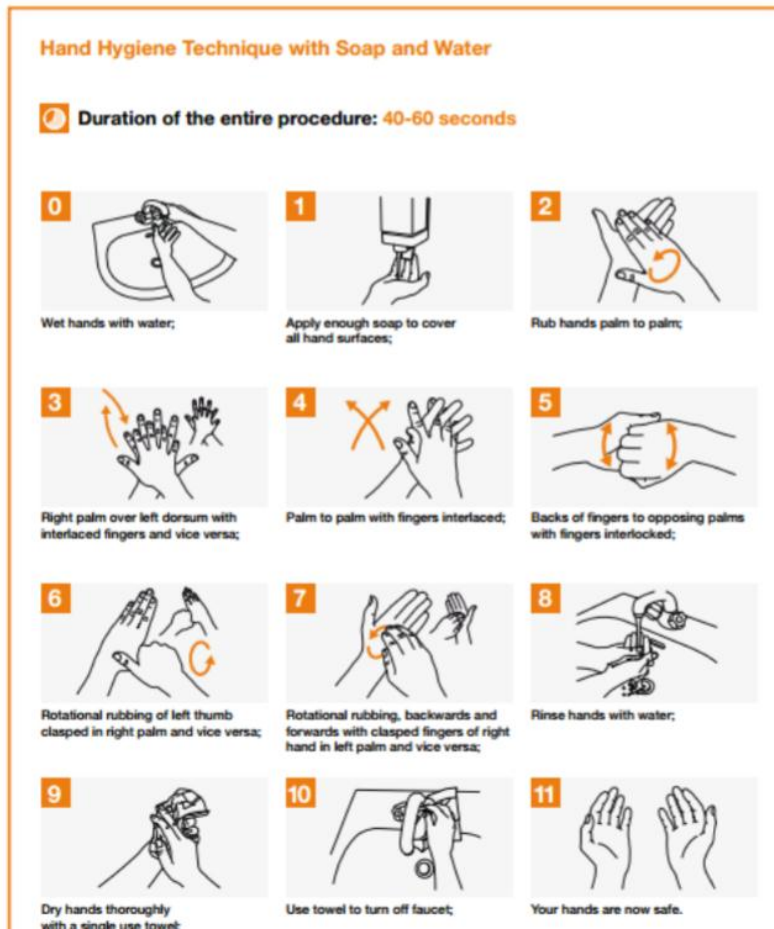 Hand Hygiene Technique with Soap and Water
Duration of the entire procedure: 40-60 seconds
0
Wet hands with water;
1
Apply enough soap to cover
all hand surfaces;
2
Rub hands palm to palm;
3
Right palm over left dorsum with
interlaced fingers and vice versa;
4
Palm to palm with fingers interlaced;
5
Backs of fingers to opposing palms
with fingers interlocked;
6
Rotational rubbing of left thumb
clasped in right palm and vice versa;
7
Rotational rubbing, backwards and
forwards with clasped fingers of right
hand in left palm and vice versa;
8
Rinse hands with water;
9
Dry hands thoroughly
with a single use towel;
10
Use towel to turn off faucet;
11
Your hands are now safe.